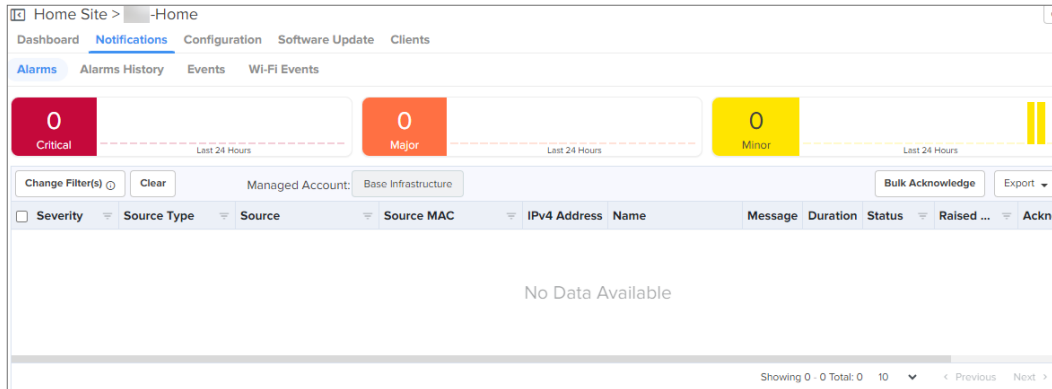 Home Site > -Home
Dashboard Notifications Configuration Software Update Clients
Alarms Alarms History Events Wi-Fi Events
0 0 0
Critical Last 24 Hours Major Last 24 Hours Minor Last 24 Hours
Change Filter(s) Clear Managed Account: Base Infrastructure Bulk Acknowledge Export
Severity Source Type Source Source MAC IPv4 Address Name Message Duration Status Raised ... Ackn
No Data Available
Showing 0 - 0 Total: 0 10 < Previous Next >